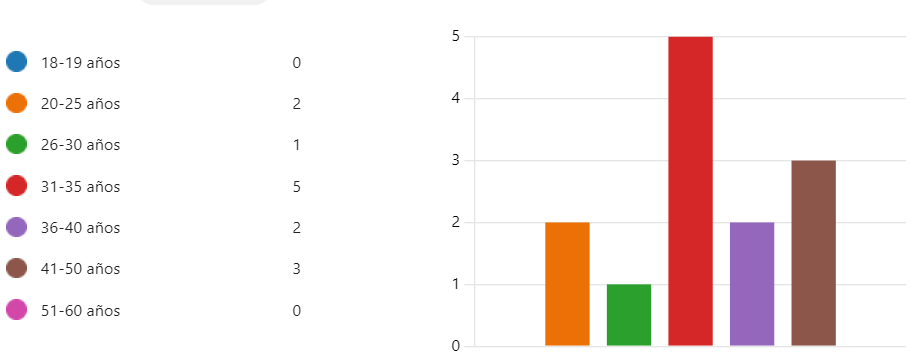 18-19 años 0
20-25 años 2
26-30 años 1
31-35 años 5
36-40 años 2
41-50 años 3
51-60 años 0
5
4
3
2
1
0